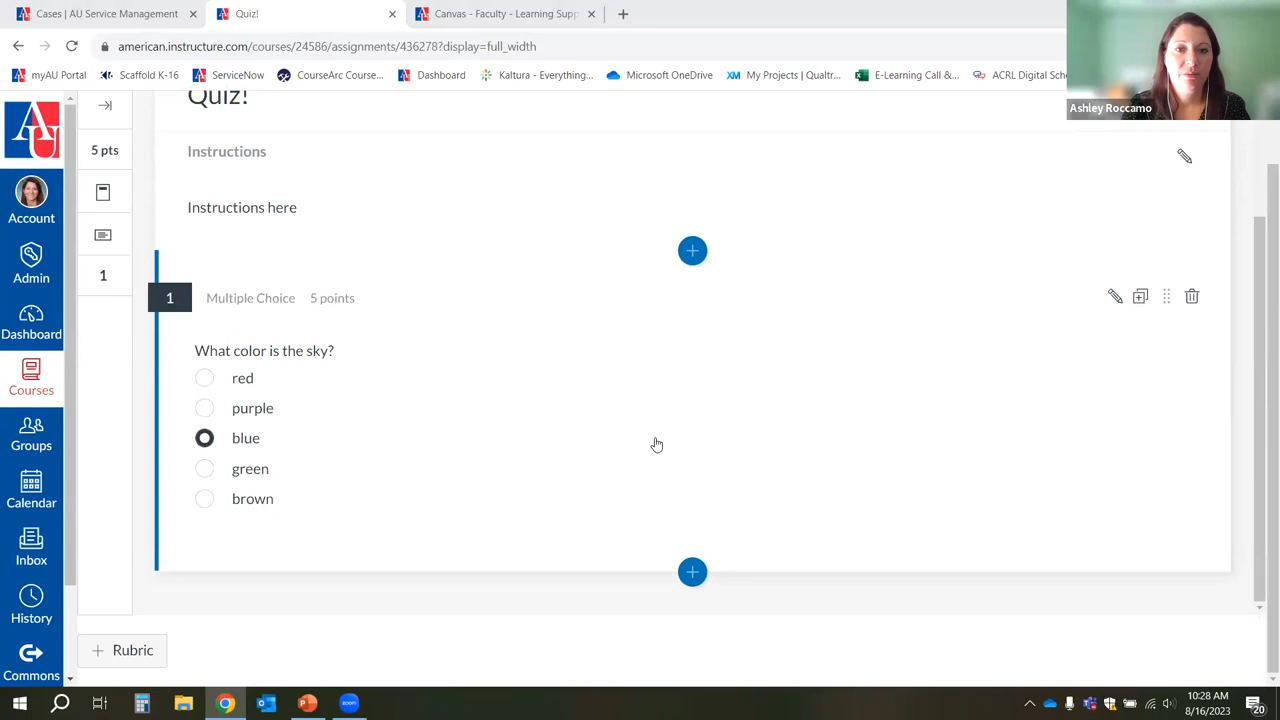 Cases | AU Service Management
Quiz!
Canvas - Faculty - Learning Supp
american.instructure.com/courses/24586/assignments/436278?display=full_width
myAU Portal
Scaffold K-16
ServiceNow
CourseArc Course...
Dashboard
Kaltura - Everything...
Microsoft OneDrive
XM My Projects (Qualtr...
E-Learning Call &...
ACRL Digital Sch
Ashley Roccamo
AU
Account
Admin
Dashboard
Courses
Groups
Calendar
Inbox
History
Commons
5 pts
1
Quiz!
Instructions
Instructions here
1 Multiple Choice 5 points
What color is the sky?
red
purple
blue
green
brown
+ Rubric
zoom
10:28 AM
8/16/2023
20